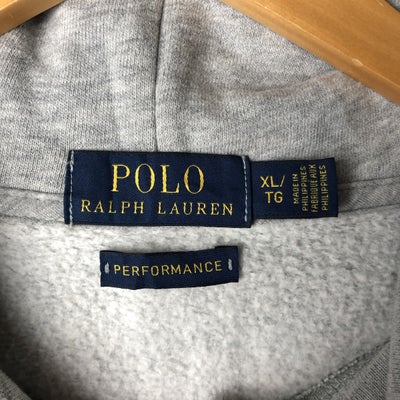 POLO
RALPH LAUREN
XL/
TG
MADE IN
PHILIPPINES
FABRIQUÉ AUX
PHILIPPINES
PERFORMANCE